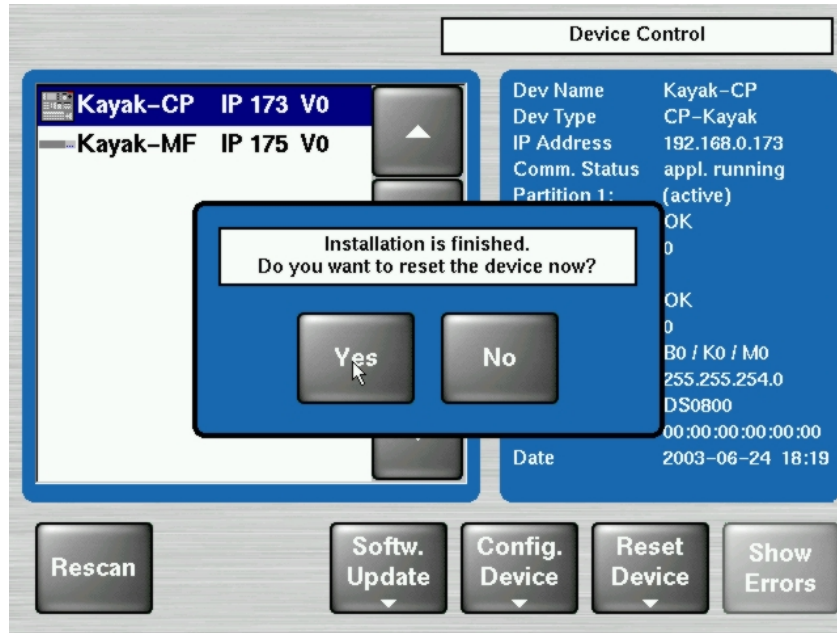 Device Control
Kayak-CP IP 173 V0
Kayak-MF IP 175 V0
Dev Name Kayak-CP
Dev Type CP-Kayak
IP Address 192.168.0.173
Comm. Status appl. running
Partition 1: (active)
OK
0
OK
0
B0 / K0 / M0
255.255.254.0
DS0800
00:00:00:00:00:00
Date 2003-06-24 18:19
Installation is finished.
Do you want to reset the device now?
Yes
No
Rescan
Softw.
Update
Config.
Device
Reset
Device
Show
Errors